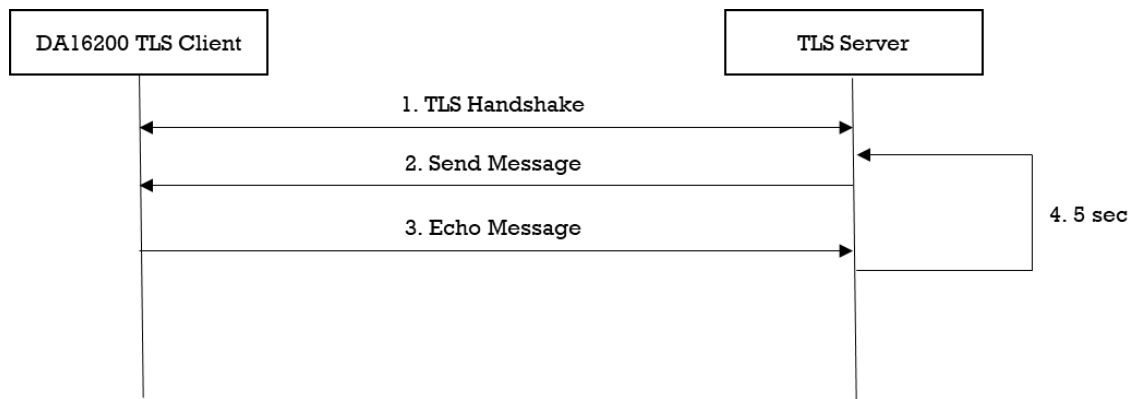 DA16200 TLS Client
TLS Server
1. TLS Handshake
2. Send Message
3. Echo Message
4. 5 sec